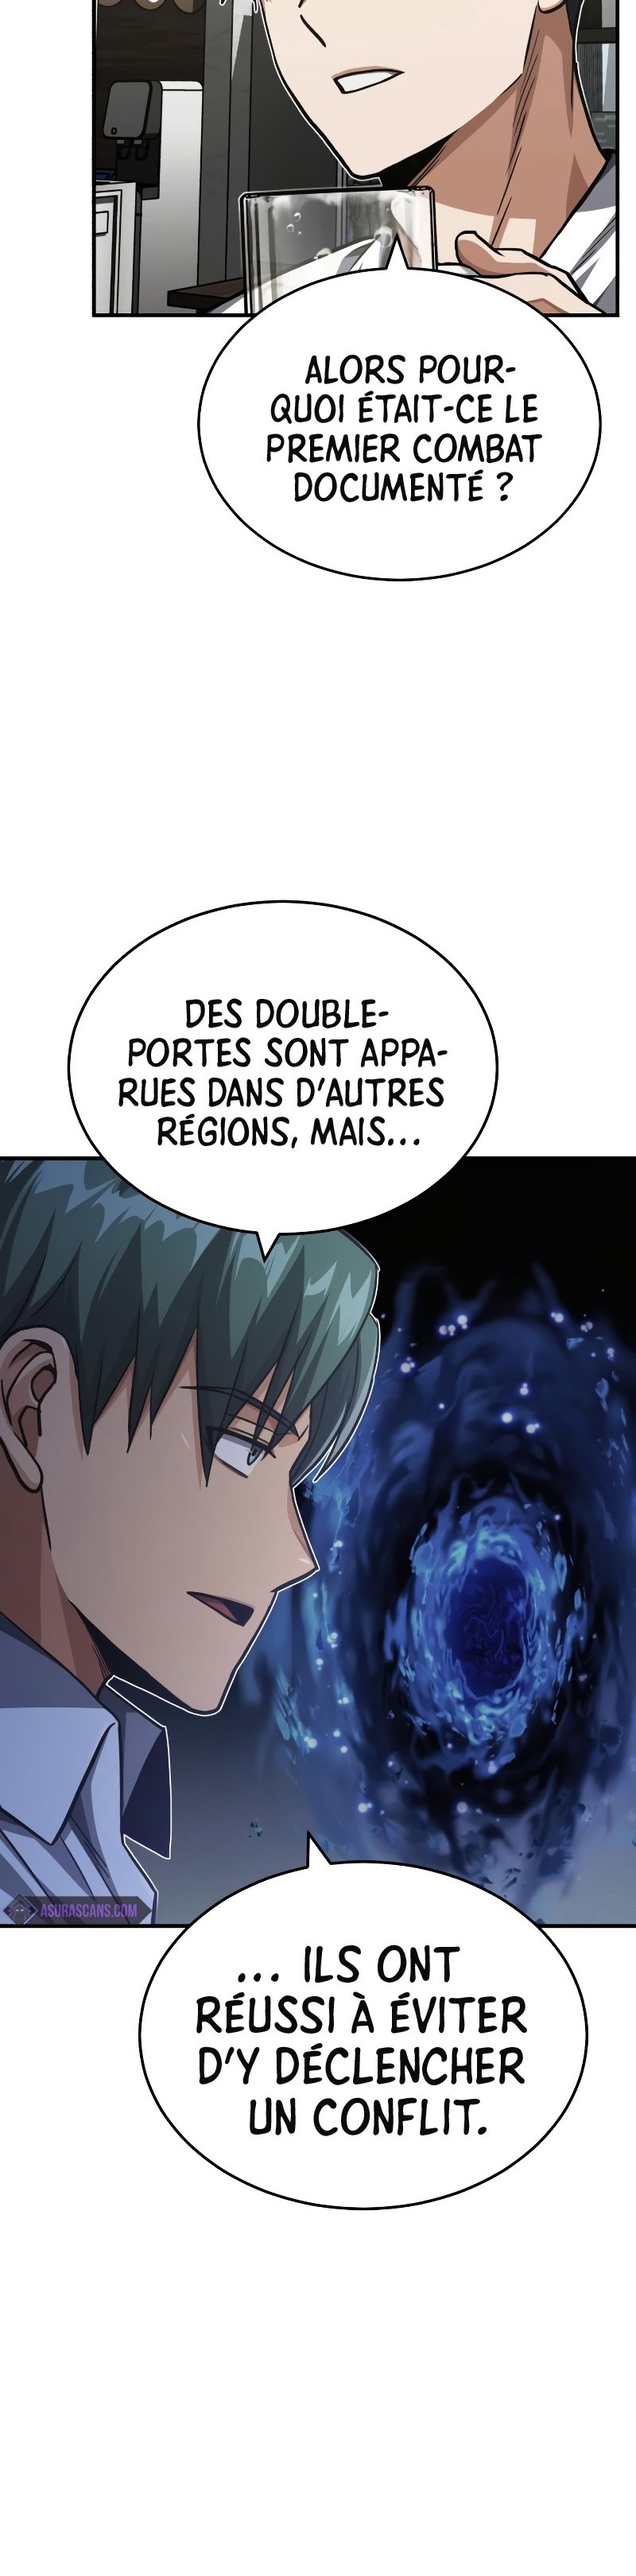 ALORS POUR-
QUOI ÉTAIT-CE LE
PREMIER COMBAT
DOCUMENTÉ ?
DES DOUBLE-
PORTES SONT APPA-
RUES DANS D'AUTRES
RÉGIONS, MAIS...
ASURASCANS.COM
... ILS ONT
RÉUSSI À ÉVITER
D'Y DÉCLENCHER
UN CONFLIT.